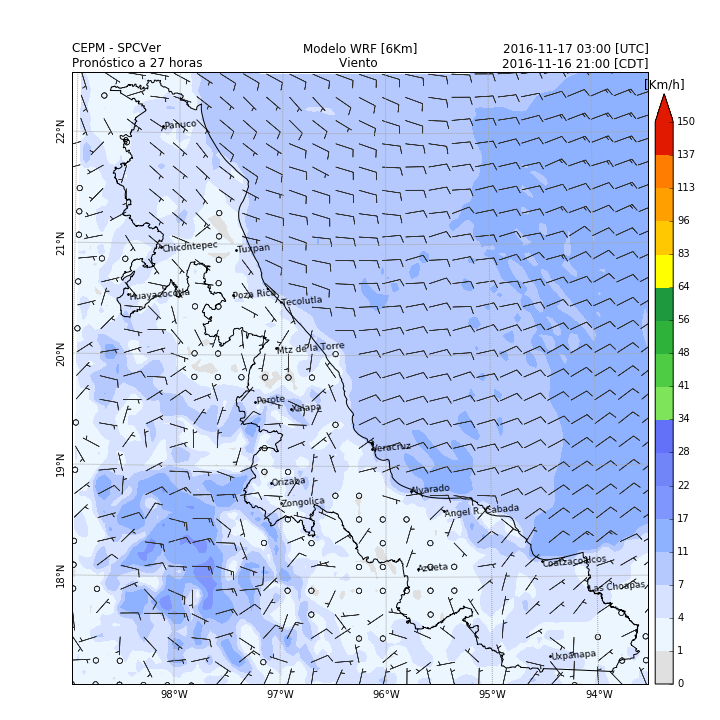 CEPM - SPCVer Modelo WRF [6Km] 2016-11-17 03:00 [UTC]
Pronóstico a 27 horas Viento 2016-11-16 21:00 [CDT]
[Km/h]
150
137
113
96
83
64
56
48
41
34
28
22
17
11
7
4
1
0
22°N
21°N
20°N
19°N
18°N
Panuco
Chicontepec
Tuxpan
Huayacocotla
Poza Rica
Tecolutla
Mtz de la Torre
Perote
Xalapa
Veracruz
Orizaba
Alvarado
Zongolica
Angel R. Cabada
Coatzacoalcos
Azueta
Las Choapas
Uxpanapa
98°W 97°W 96°W 95°W 94°W